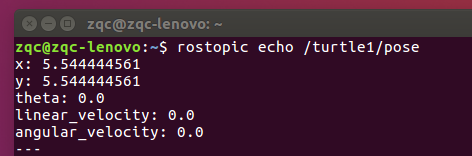 zqc@zqc-lenovo: ~
zqc@zqc-lenovo:~$ rostopic echo /turtle1/pose
x: 5.544444561
y: 5.544444561
theta: 0.0
linear_velocity: 0.0
angular_velocity: 0.0
---